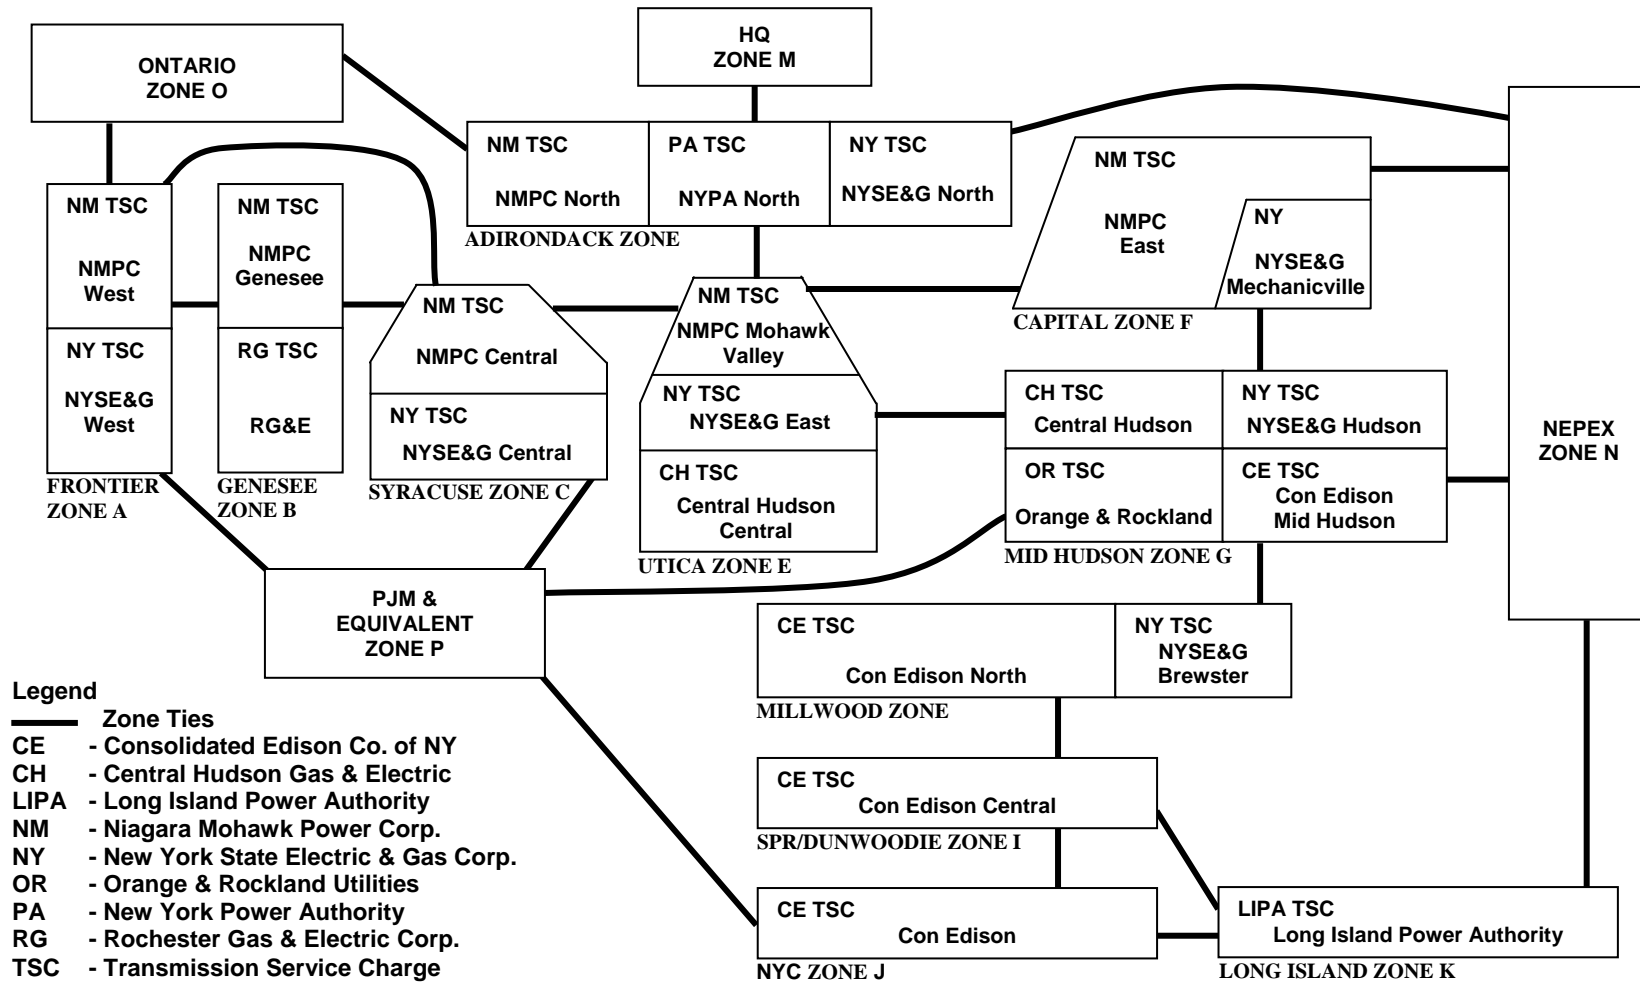 ONTARIO
ZONE O
HQ
ZONE M
NM TSC
NMPC North
PA TSC
NYPA North
NY TSC
NYSE&G North
ADIRONDACK ZONE
NM TSC
NMPC
East
NY
NYSE&G
Mechanicville
CAPITAL ZONE F
NEPEX
ZONE N
NM TSC
NMPC
West
NY TSC
NYSE&G
West
FRONTIER
ZONE A
NM TSC
NMPC
Genesee
RG TSC
RG&E
GENESEE
ZONE B
NM TSC
NMPC Central
NY TSC
NYSE&G Central
SYRACUSE ZONE C
NM TSC
NMPC Mohawk
Valley
NY TSC
NYSE&G East
CH TSC
Central Hudson
Central
UTICA ZONE E
CH TSC
Central Hudson
NY TSC
NYSE&G Hudson
OR TSC
Orange & Rockland
CE TSC
Con Edison
Mid Hudson
MID HUDSON ZONE G
PJM &
EQUIVALENT
ZONE P
CE TSC
Con Edison North
NY TSC
NYSE&G
Brewster
MILLWOOD ZONE
CE TSC
Con Edison Central
SPR/DUNWOODIE ZONE I
CE TSC
Con Edison
NYC ZONE J
LIPA TSC
Long Island Power Authority
LONG ISLAND ZONE K
Legend
Zone Ties
CE - Consolidated Edison Co. of NY
CH - Central Hudson Gas & Electric
LIPA - Long Island Power Authority
NM - Niagara Mohawk Power Corp.
NY - New York State Electric & Gas Corp.
OR - Orange & Rockland Utilities
PA - New York Power Authority
RG - Rochester Gas & Electric Corp.
TSC - Transmission Service Charge